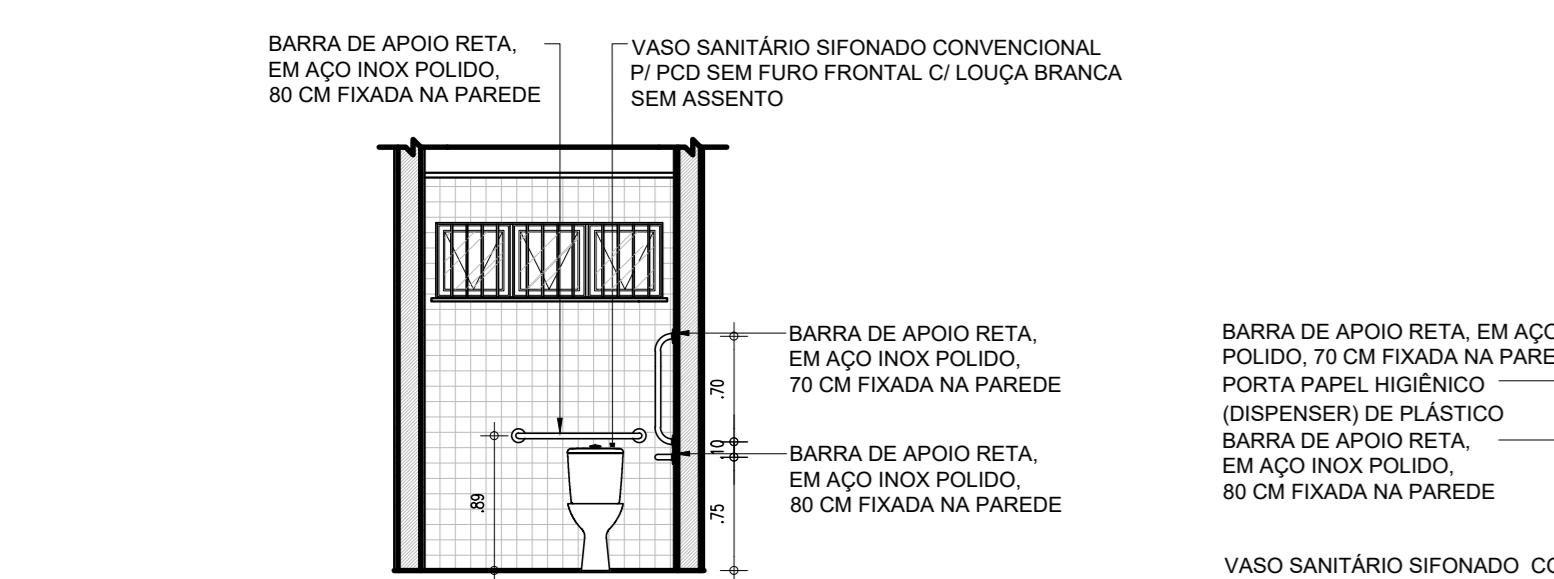 BARRA DE APOIO RETA,
EM AÇO INOX POLIDO,
80 CM FIXADA NA PAREDE
VASO SANITÁRIO SIFONADO CONVENCIONAL
P/ PCD SEM FURO FRONTAL C/ LOUÇA BRANCA
SEM ASSENTO
BARRA DE APOIO RETA,
EM AÇO INOX POLIDO,
70 CM FIXADA NA PAREDE
.70
.10
BARRA DE APOIO RETA,
EM AÇO INOX POLIDO,
80 CM FIXADA NA PAREDE
.89
.75
BARRA DE APOIO RETA, EM AÇO
POLIDO, 70 CM FIXADA NA PARE
PORTA PAPEL HIGIÊNICO
(DISPENSER) DE PLÁSTICO
BARRA DE APOIO RETA,
EM AÇO INOX POLIDO,
80 CM FIXADA NA PAREDE
VASO SANITÁRIO SIFONADO CO